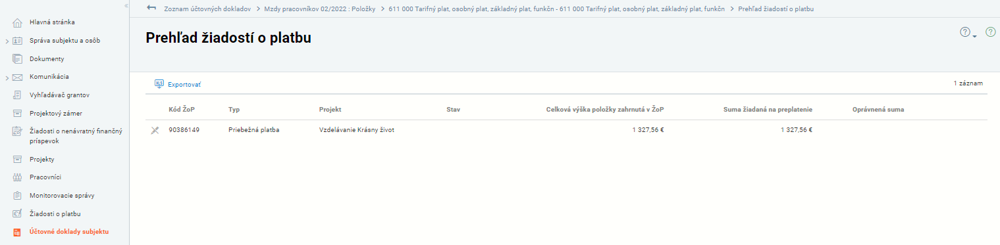 «
Hlavná stránka
Správa subjektu a osôb
Dokumenty
Komunikácia
Vyhľadávač grantov
Projektový zámer
Žiadosti o nenávratný finančný
príspevok
Projekty
Pracovníci
Monitorovacie správy
Žiadosti o platbu
Účtovné doklady subjektu
Zoznam účtovných dokladov > Mzdy pracovníkov 02/2022 : Položky > 611 000 Tarifný plat, osobný plat, základný plat, funkčn - 611 000 Tarifný plat, osobný plat, základný plat, funkčn > Prehľad žiadostí o platbu
Prehľad žiadostí o platbu
? ?
XLS Exportovať 1 záznam
Kód ŽoP Typ Projekt Stav Celková výška položky zahrnutá v ŽoP Suma žiadaná na preplatenie Oprávnená suma
90386149 Priebežná platba Vzdelávanie Krásny život 1 327,56 € 1 327,56 €